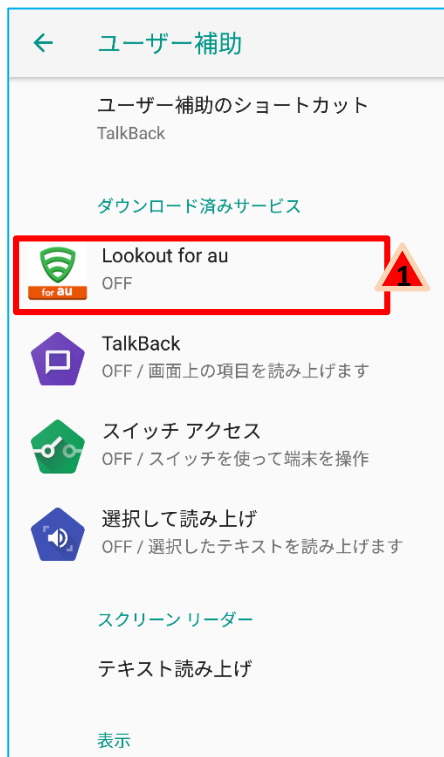 ユーザー補助
ユーザー補助のショートカット
TalkBack
ダウンロード済みサービス
Lookout for au
OFF
for au
1
TalkBack
OFF / 画面上の項目を読み上げます
スイッチ アクセス
OFF / スイッチを使って端末を操作
選択して読み上げ
OFF / 選択したテキストを読み上げます
スクリーン リーダー
テキスト読み上げ
表示